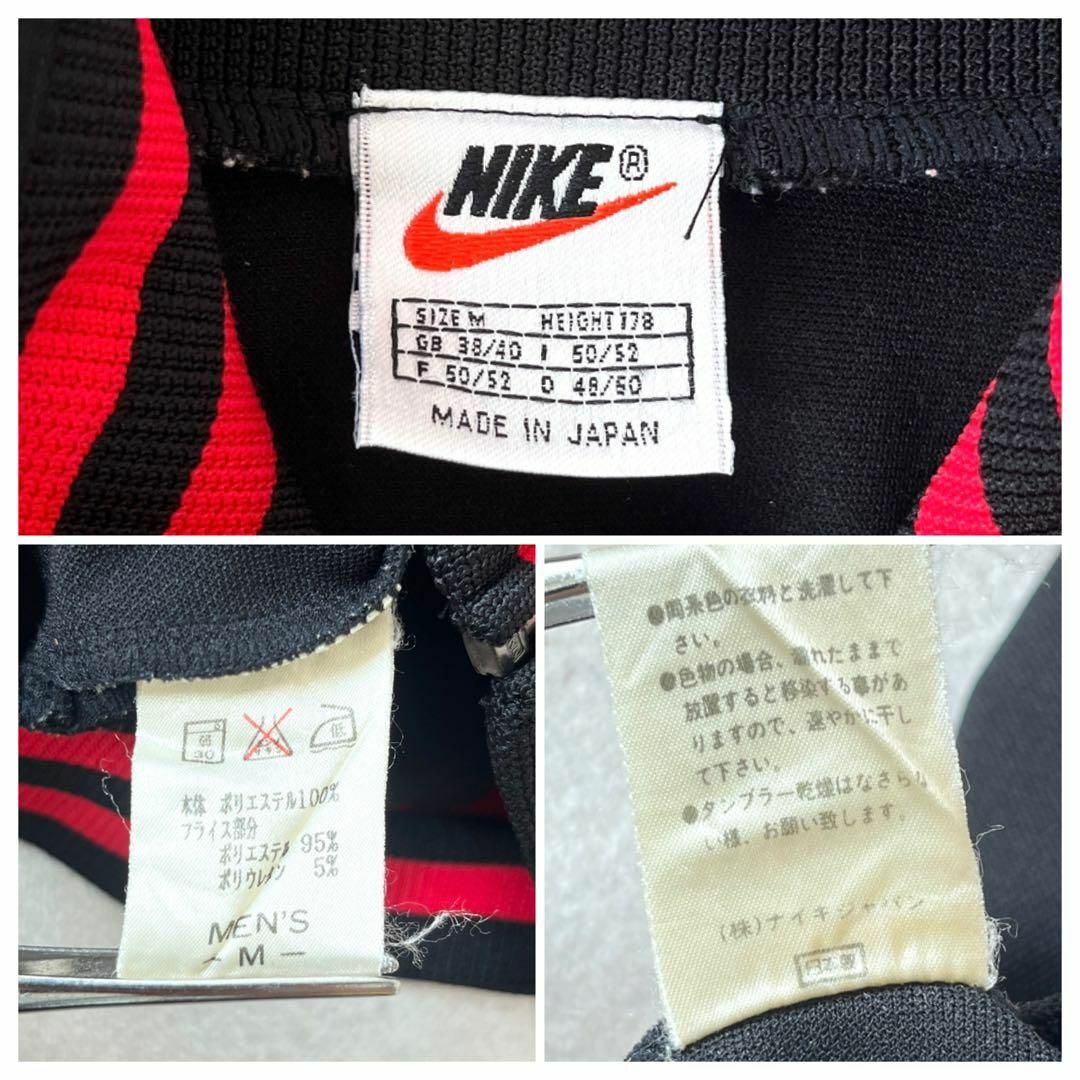 NIKE®
SIZE M HEIGHT 178
GB 38/40 I 50/52
F 50/52 D 48/50
MADE IN JAPAN
弱
30
低
本体 ポリエステル100%
フライス部分
ポリエステル 95%
ポリウレタン 5%
MEN'S
- M -
●同系色の衣料と洗濯して下
さい。
●色物の場合、濡れたままで
放置すると移染する事があ
りますので、速やかに干し
て下さい。
●タンブラー乾燥はなさらな
い様、お願い致します。
(株)ナイキジャパン